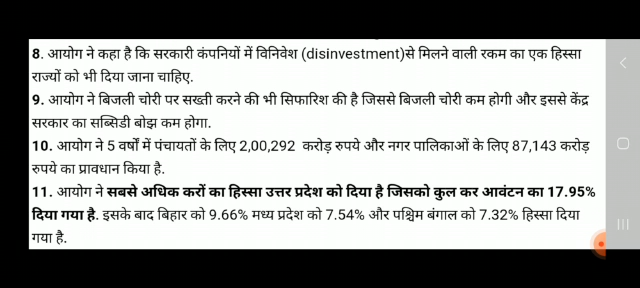 8. आयोग ने कहा है कि सरकारी कंपनियों में विनिवेश (disinvestment)से मिलने वाली रकम का एक हिस्सा
राज्यों को भी दिया जाना चाहिए.
9. आयोग ने बिजली चोरी पर सख्ती करने की भी सिफारिश की है जिससे बिजली चोरी कम होगी और इससे केंद्र
सरकार का सब्सिडी बोझ कम होगा.
10. आयोग ने 5 वर्षों में पंचायतों के लिए 2,00,292 करोड़ रुपये और नगर पालिकाओं के लिए 87,143 करोड़
रुपये का प्रावधान किया है.
11. आयोग ने सबसे अधिक करों का हिस्सा उत्तर प्रदेश को दिया है जिसको कुल कर आवंटन का 17.95%
दिया गया है. इसके बाद बिहार को 9.66% मध्य प्रदेश को 7.54% और पश्चिम बंगाल को 7.32% हिस्सा दिया
गया है.